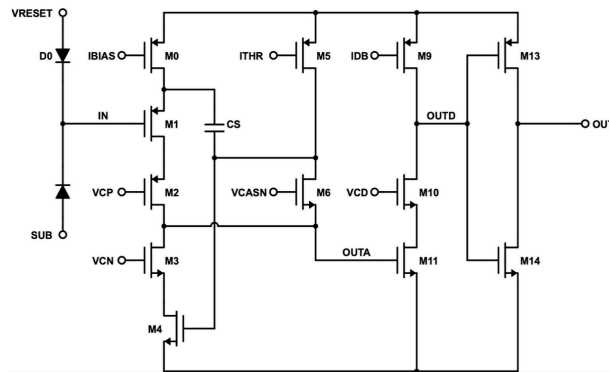 VRESET
D0
IBIAS
M0
ITHR
M5
IDB
M9
M13
IN
M1
CS
OUTD
VCP
M2
VCASN
M6
VCD
M10
SUB
VCN
M3
OUTA
M11
M14
M4